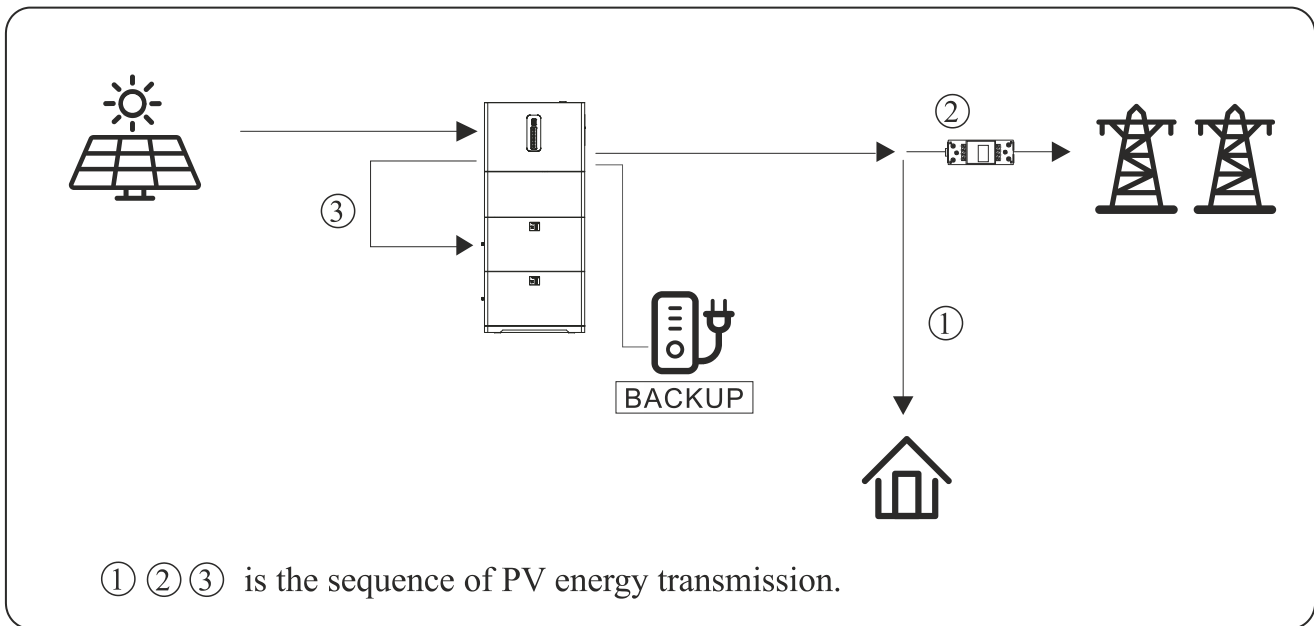 ②
③
①
BACKUP
① ② ③ is the sequence of PV energy transmission.